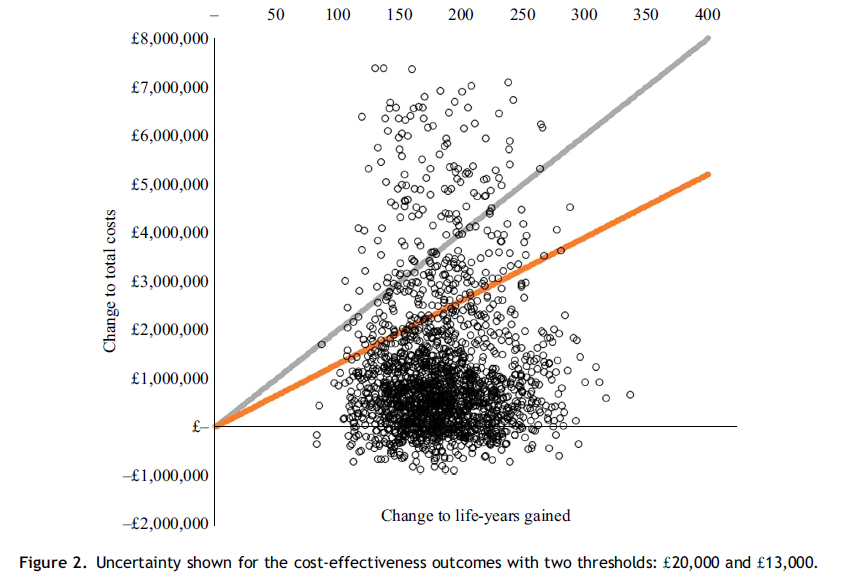 – 50 100 150 200 250 300 350 400
£8,000,000
£7,000,000
£6,000,000
£5,000,000
£4,000,000
£3,000,000
£2,000,000
£1,000,000
£–
–£1,000,000
–£2,000,000
Change to total costs
Change to life-years gained
Figure 2. Uncertainty shown for the cost-effectiveness outcomes with two thresholds: £20,000 and £13,000.